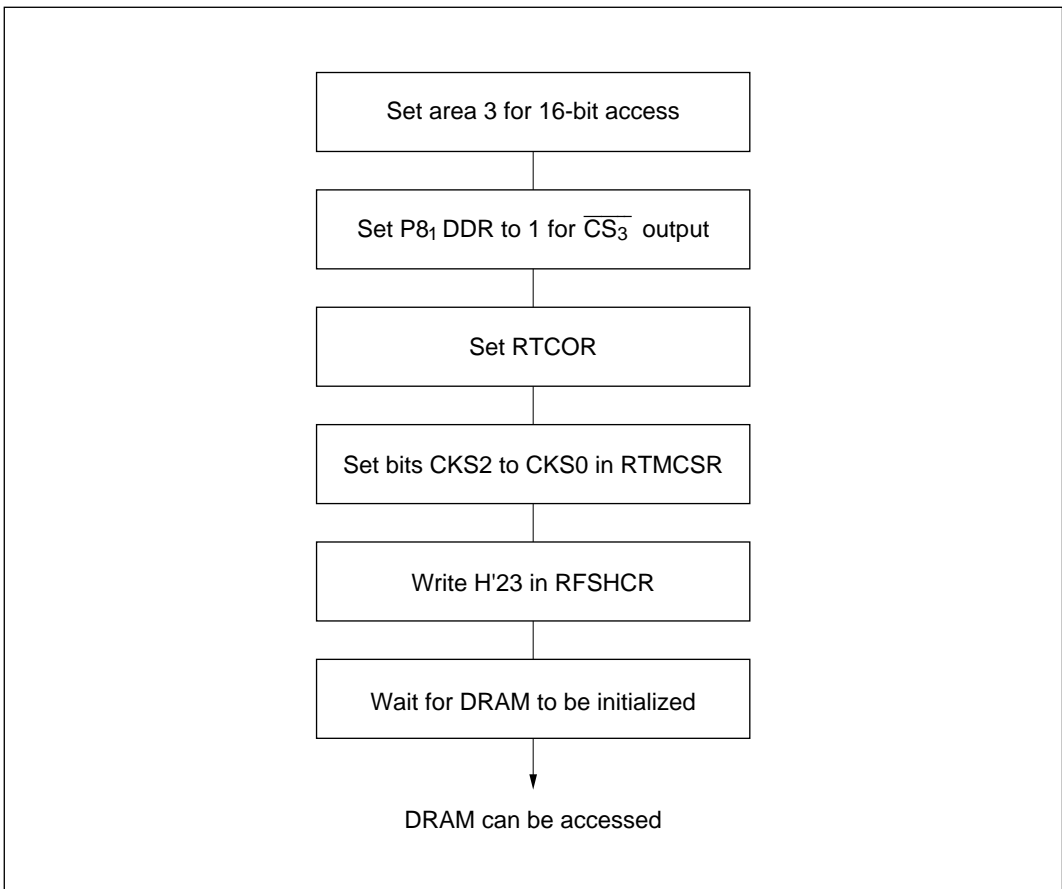 Set area 3 for 16-bit access
Set P8₁ DDR to 1 for C̅S̅₃̅ output
Set RTCOR
Set bits CKS2 to CKS0 in RTMCSR
Write H'23 in RFSHCR
Wait for DRAM to be initialized
DRAM can be accessed